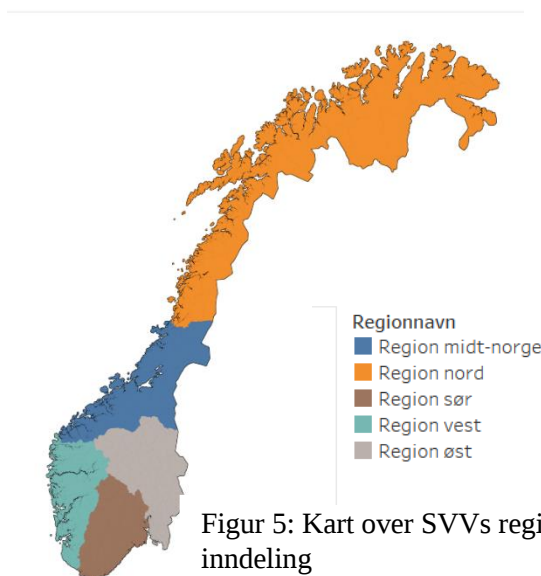 Regionnavn
Region midt-norge
Region nord
Region sør
Region vest
Region øst
Figur 5: Kart over SVVs regi
inndeling